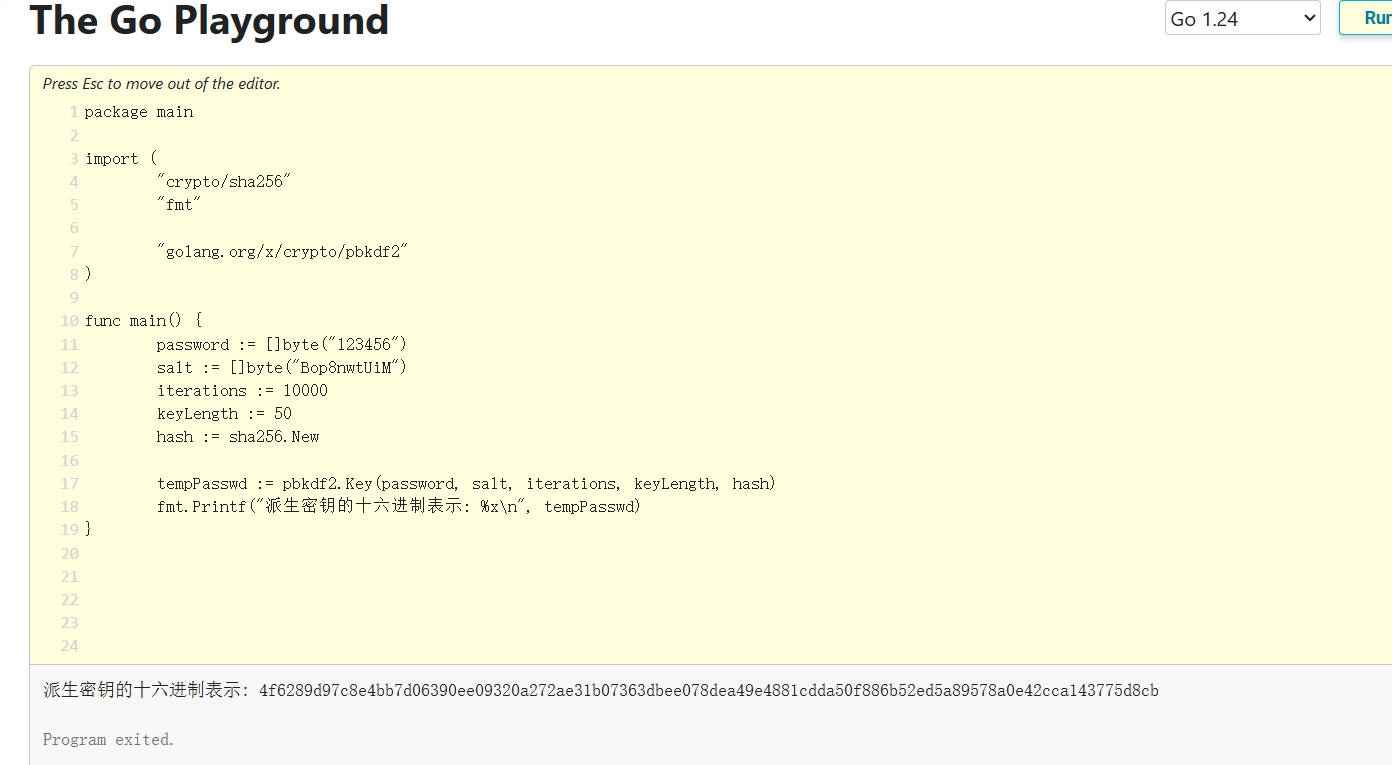 The Go Playground
Go 1.24
Run
Press Esc to move out of the editor.
1 package main
2
3 import (
4 "crypto/sha256"
5 "fmt"
6
7 "golang.org/x/crypto/pbkdf2"
8 )
9
10 func main() {
11 password := []byte("123456")
12 salt := []byte("Bop8nwtUiM")
13 iterations := 10000
14 keyLength := 50
15 hash := sha256.New
16
17 tempPasswd := pbkdf2.Key(password, salt, iterations, keyLength, hash)
18 fmt.Printf("派生密钥的十六进制表示: %x\n", tempPasswd)
19 }
20
21
22
23
24
派生密钥的十六进制表示: 4f6289d97c8e4bb7d06390ee09320a272ae31b07363dbee078dea49e4881cdda50f886b52ed5a89578a0e42cca143775d8cb
Program exited.